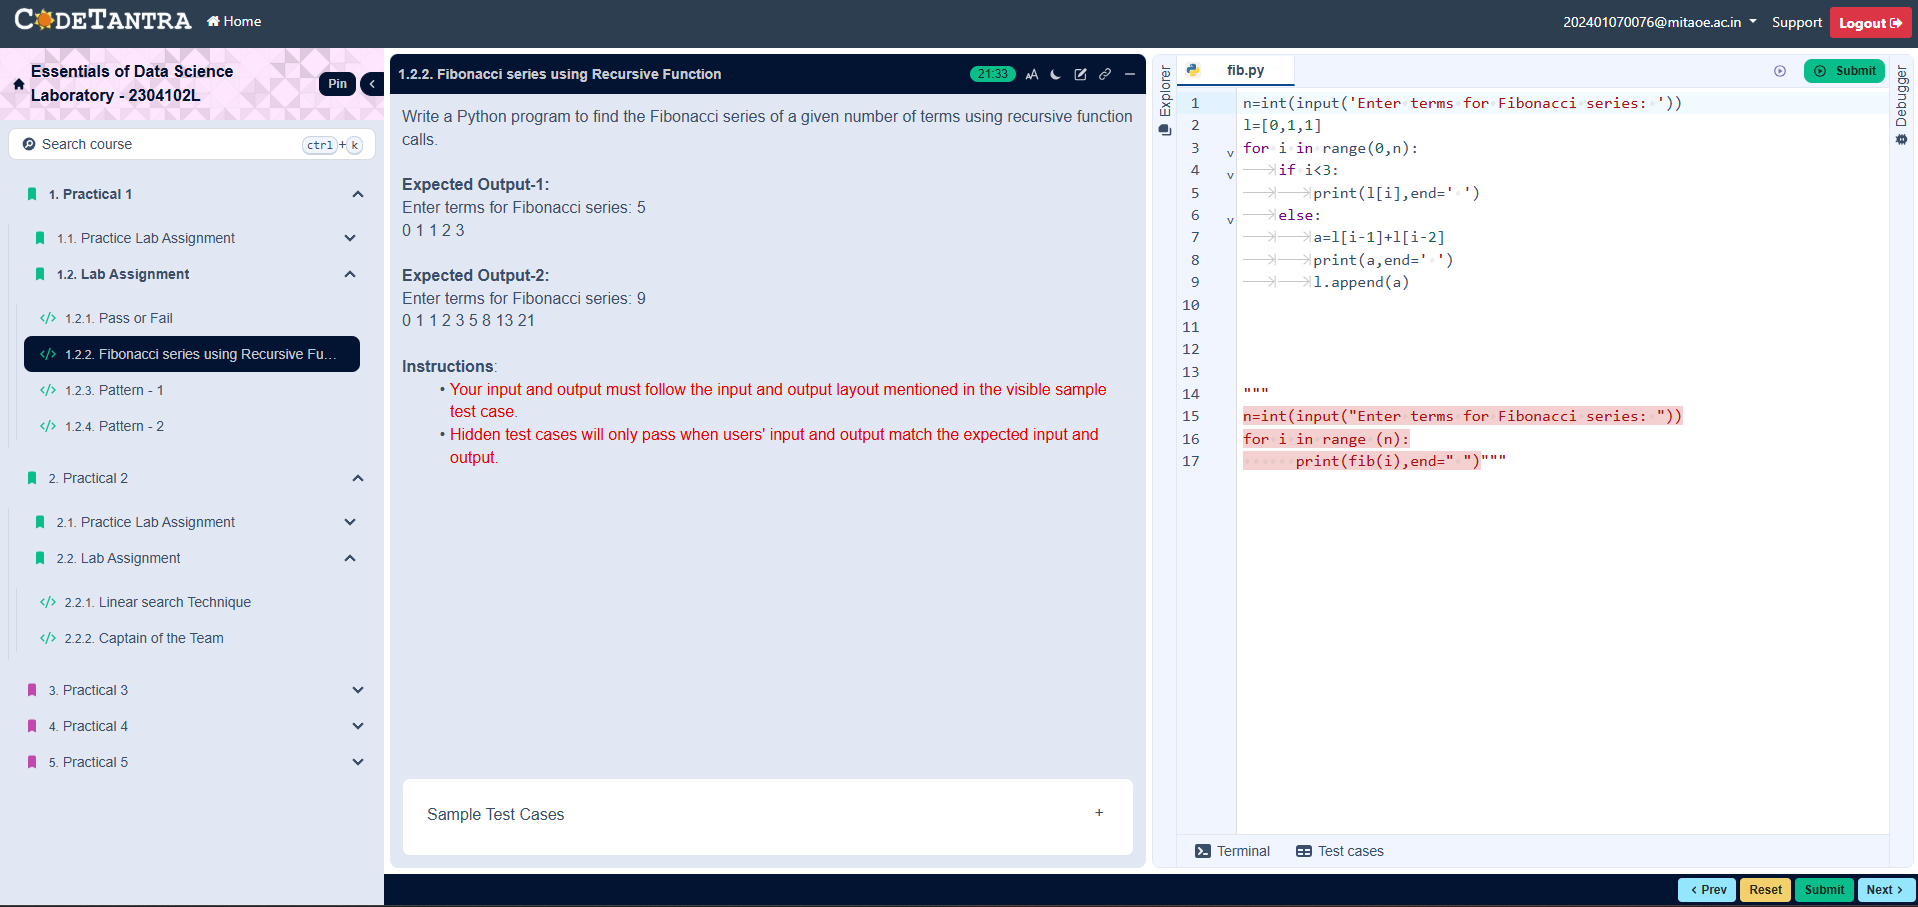 CODETANTRA
Home
202401070076@mitaoe.ac.in
Support
Logout
Essentials of Data Science
Laboratory - 2304102L
Pin
Search course
ctrl + k
1. Practical 1
1.1. Practice Lab Assignment
1.2. Lab Assignment
1.2.1. Pass or Fail
1.2.2. Fibonacci series using Recursive Fu...
1.2.3. Pattern - 1
1.2.4. Pattern - 2
2. Practical 2
2.1. Practice Lab Assignment
2.2. Lab Assignment
2.2.1. Linear search Technique
2.2.2. Captain of the Team
3. Practical 3
4. Practical 4
5. Practical 5
1.2.2. Fibonacci series using Recursive Function
21:33
AA
Write a Python program to find the Fibonacci series of a given number of terms using recursive function
calls.
Expected Output-1:
Enter terms for Fibonacci series: 5
0 1 1 2 3
Expected Output-2:
Enter terms for Fibonacci series: 9
0 1 1 2 3 5 8 13 21
Instructions:
• Your input and output must follow the input and output layout mentioned in the visible sample
test case.
• Hidden test cases will only pass when users' input and output match the expected input and
output.
Sample Test Cases
+
Explorer
fib.py
Submit
Debugger
1 n=int(input('Enter terms for Fibonacci series: '))
2 l=[0,1,1]
3 for i in range(0,n):
4 if i<3:
5 print(l[i],end=' ')
6 else:
7 a=l[i-1]+l[i-2]
8 print(a,end=' ')
9 l.append(a)
10
11
12
13
14 """
15 n=int(input("Enter terms for Fibonacci series: "))
16 for i in range (n):
17 print(fib(i),end=" ")"""
Terminal
Test cases
< Prev
Reset
Submit
Next >